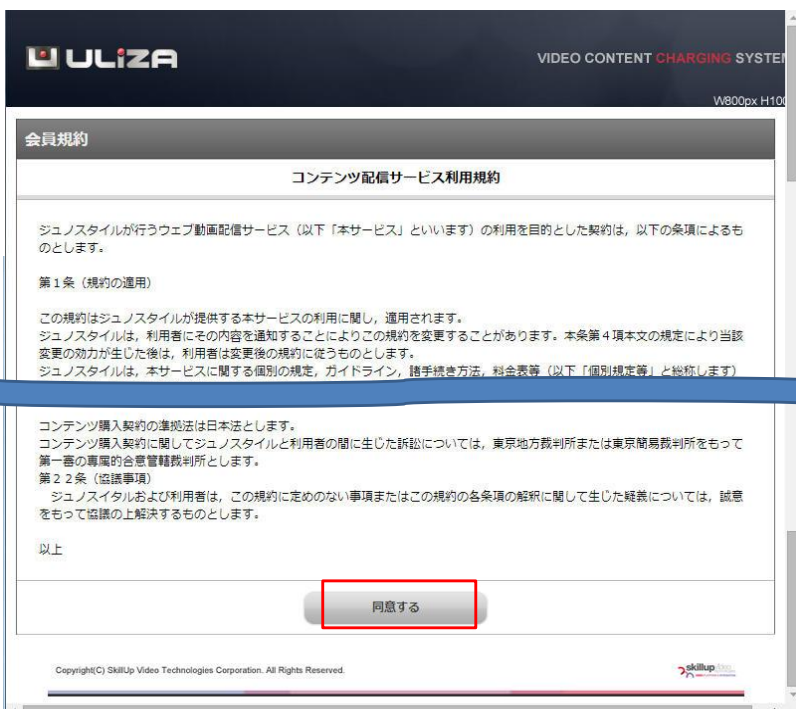 ULiZA
VIDEO CONTENT CHARGING SYSTEM
W800px H100
会員規約
コンテンツ配信サービス利用規約
ジュノスタイルが行うウェブ動画配信サービス（以下「本サービス」といいます）の利用を目的とした契約は，以下の条項によるも
のとします。
第１条（規約の適用）
この規約はジュノスタイルが提供する本サービスの利用に関し，適用されます。
ジュノスタイルは，利用者にその内容を通知することによりこの規約を変更することがあります。本条第４項本文の規定により当該
変更の効力が生じた後は，利用者は変更後の規約に従うものとします。
ジュノスタイルは，本サービスに関する個別の規定，ガイドライン，諸手続き方法，料金表等（以下「個別規定等」と総称します）
コンテンツ購入契約の準拠法は日本法とします。
コンテンツ購入契約に関してジュノスタイルと利用者の間に生じた訴訟については，東京地方裁判所または東京簡易裁判所をもって
第一審の専属的合意管轄裁判所とします。
第２２条（協議事項）
ジュノスイタルおよび利用者は，この規約に定めのない事項またはこの規約の各条項の解釈に関して生じた疑義については，誠意
をもって協議の上解決するものとします。
以上
同意する
Copyright(C) SkillUp Video Technologies Corporation. All Rights Reserved.
skillup